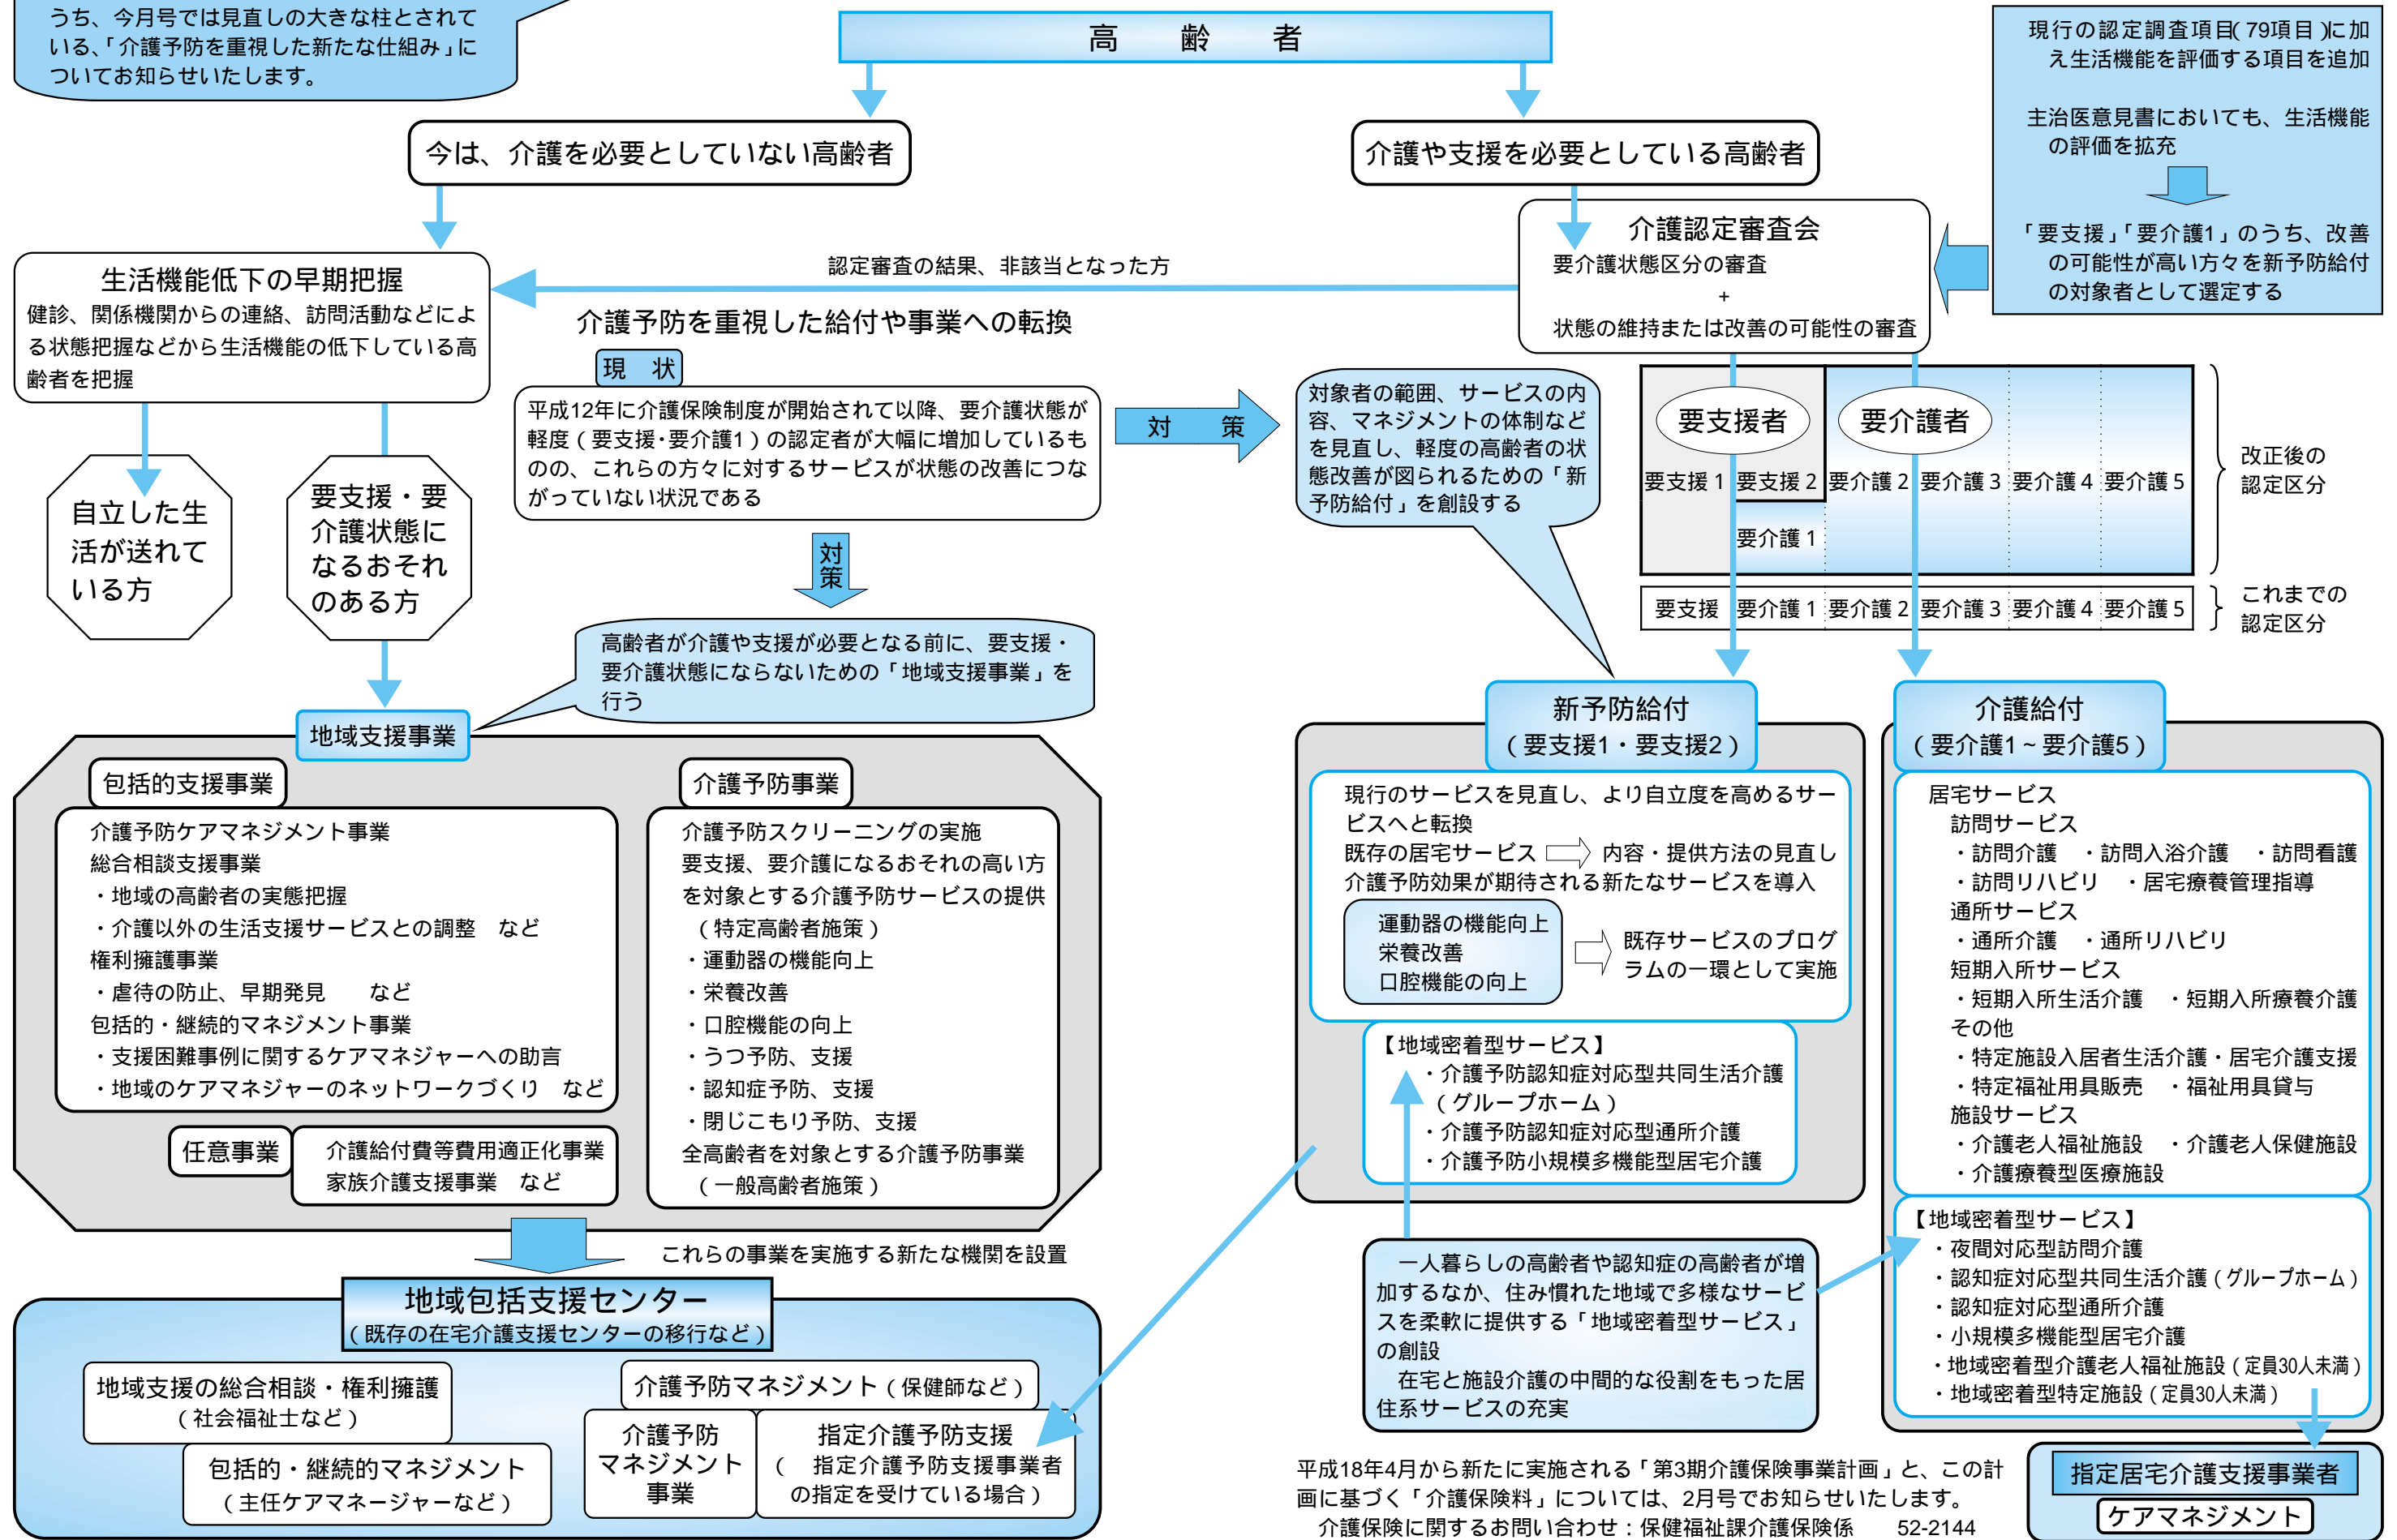 うち、今月号では見直しの大きな柱とされて
いる、「介護予防を重視した新たな仕組み」に
ついてお知らせいたします。
高　齢　者
現行の認定調査項目(79項目)に加
え生活機能を評価する項目を追加
主治医意見書においても、生活機能
の評価を拡充
「要支援」「要介護1」のうち、改善
の可能性が高い方々を新予防給付
の対象者として選定する
今は、介護を必要としていない高齢者
介護や支援を必要としている高齢者
介護認定審査会
要介護状態区分の審査
+
状態の維持または改善の可能性の審査
認定審査の結果、非該当となった方
生活機能低下の早期把握
健診、関係機関からの連絡、訪問活動などによ
る状態把握などから生活機能の低下している高
齢者を把握
介護予防を重視した給付や事業への転換
現　状
平成12年に介護保険制度が開始されて以降、要介護状態が
軽度(要支援・要介護1)の認定者が大幅に増加しているも
のの、これらの方々に対するサービスが状態の改善につな
がっていない状況である
対　策
対象者の範囲、サービスの内
容、マネジメントの体制など
を見直し、軽度の高齢者の状
態改善が図られるための「新
予防給付」を創設する
要支援者
要介護者
要支援1 要支援2 要介護2 要介護3 要介護4 要介護5
要介護1
改正後の
認定区分
要支援 要介護1 要介護2 要介護3 要介護4 要介護5
これまでの
認定区分
自立した生
活が送れて
いる方
要支援・要
介護状態に
なるおそれ
のある方
対策
高齢者が介護や支援が必要となる前に、要支援・
要介護状態にならないための「地域支援事業」を
行う
地域支援事業
包括的支援事業
介護予防ケアマネジメント事業
総合相談支援事業
・地域の高齢者の実態把握
・介護以外の生活支援サービスとの調整　など
権利擁護事業
・虐待の防止、早期発見　　など
包括的・継続的マネジメント事業
・支援困難事例に関するケアマネジャーへの助言
・地域のケアマネジャーのネットワークづくり　など
任意事業
介護給付費等費用適正化事業
家族介護支援事業　など
介護予防事業
介護予防スクリーニングの実施
要支援、要介護になるおそれの高い方
を対象とする介護予防サービスの提供
(特定高齢者施策)
・運動器の機能向上
・栄養改善
・口腔機能の向上
・うつ予防、支援
・認知症予防、支援
・閉じこもり予防、支援
全高齢者を対象とする介護予防事業
(一般高齢者施策)
これらの事業を実施する新たな機関を設置
地域包括支援センター
(既存の在宅介護支援センターの移行など)
地域支援の総合相談・権利擁護
(社会福祉士など)
包括的・継続的マネジメント
(主任ケアマネージャーなど)
介護予防マネジメント(保健師など)
介護予防
マネジメント
事業
指定介護予防支援
(　指定介護予防支援事業者
の指定を受けている場合)
新予防給付
(要支援1・要支援2)
現行のサービスを見直し、より自立度を高めるサー
ビスへと転換
既存の居宅サービス 内容・提供方法の見直し
介護予防効果が期待される新たなサービスを導入
運動器の機能向上
栄養改善
口腔機能の向上
既存サービスのプログ
ラムの一環として実施
【地域密着型サービス】
・介護予防認知症対応型共同生活介護
(グループホーム)
・介護予防認知症対応型通所介護
・介護予防小規模多機能型居宅介護
一人暮らしの高齢者や認知症の高齢者が増
加するなか、住み慣れた地域で多様なサービ
スを柔軟に提供する「地域密着型サービス」
の創設
在宅と施設介護の中間的な役割をもった居
住系サービスの充実
介護給付
(要介護1~要介護5)
居宅サービス
訪問サービス
・訪問介護　・訪問入浴介護　・訪問看護
・訪問リハビリ　・居宅療養管理指導
通所サービス
・通所介護　・通所リハビリ
短期入所サービス
・短期入所生活介護　・短期入所療養介護
その他
・特定施設入居者生活介護・居宅介護支援
・特定福祉用具販売　・福祉用具貸与
施設サービス
・介護老人福祉施設　・介護老人保健施設
・介護療養型医療施設
【地域密着型サービス】
・夜間対応型訪問介護
・認知症対応型共同生活介護(グループホーム)
・認知症対応型通所介護
・小規模多機能型居宅介護
・地域密着型介護老人福祉施設(定員30人未満)
・地域密着型特定施設(定員30人未満)
指定居宅介護支援事業者
ケアマネジメント
平成18年4月から新たに実施される「第3期介護保険事業計画」と、この計
画に基づく「介護保険料」については、2月号でお知らせいたします。
介護保険に関するお問い合わせ：保健福祉課介護保険係　　52-2144